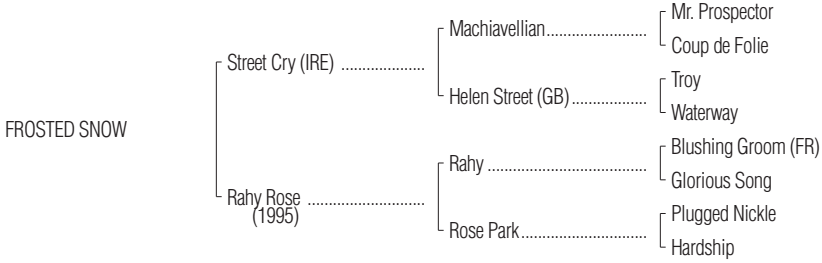 Mr. Prospector
Machiavellian
Coup de Folie
Street Cry (IRE)
Troy
Helen Street (GB)
Waterway
FROSTED SNOW
Blushing Groom (FR)
Rahy
Glorious Song
Rahy Rose
(1995)
Plugged Nickle
Rose Park
Hardship